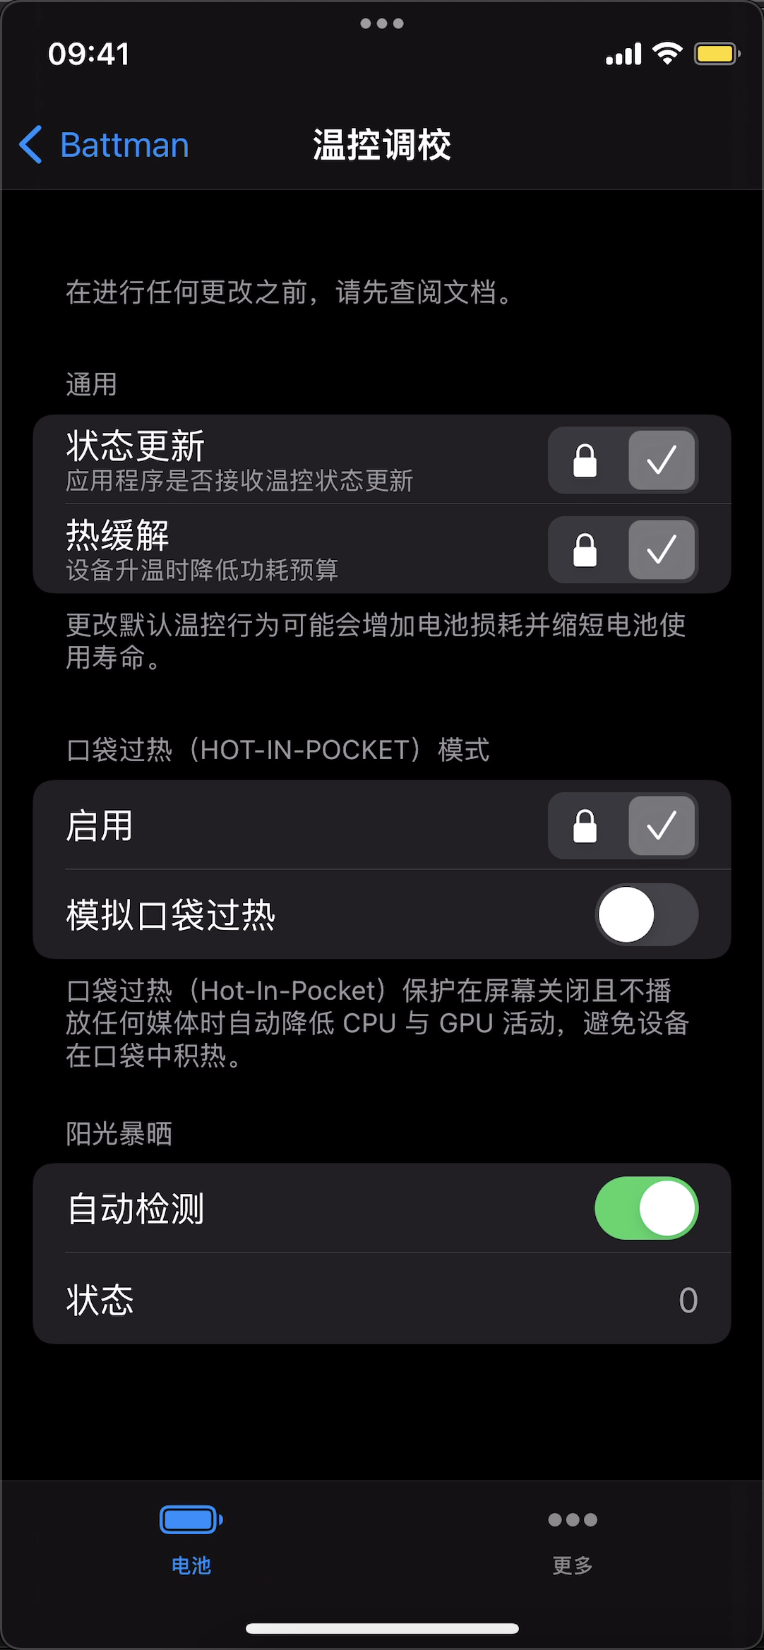 09:41
Battman
温控调校
在进行任何更改之前，请先查阅文档。
通用
状态更新
应用程序是否接收温控状态更新
热缓解
设备升温时降低功耗预算
更改默认温控行为可能会增加电池损耗并缩短电池使
用寿命。
口袋过热（HOT-IN-POCKET）模式
启用
模拟口袋过热
口袋过热（Hot-In-Pocket）保护在屏幕关闭且不播
放任何媒体时自动降低 CPU 与 GPU 活动，避免设备
在口袋中积热。
阳光暴晒
自动检测
状态
0
电池
更多